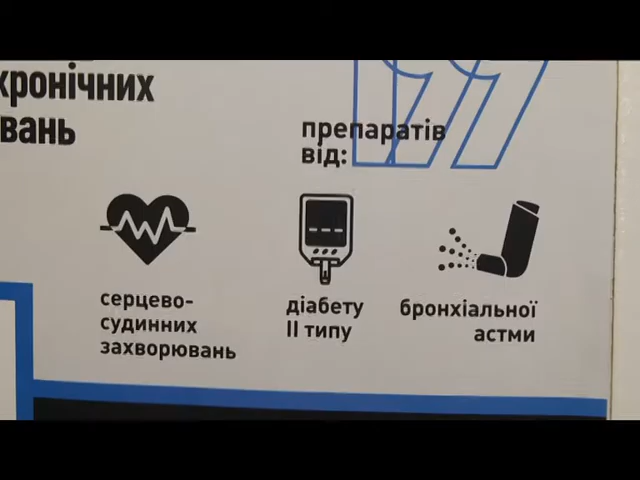 хронічних
вань
препаратів
від:
серцево-
судинних
захворювань
діабету
II типу
бронхіальної
астми